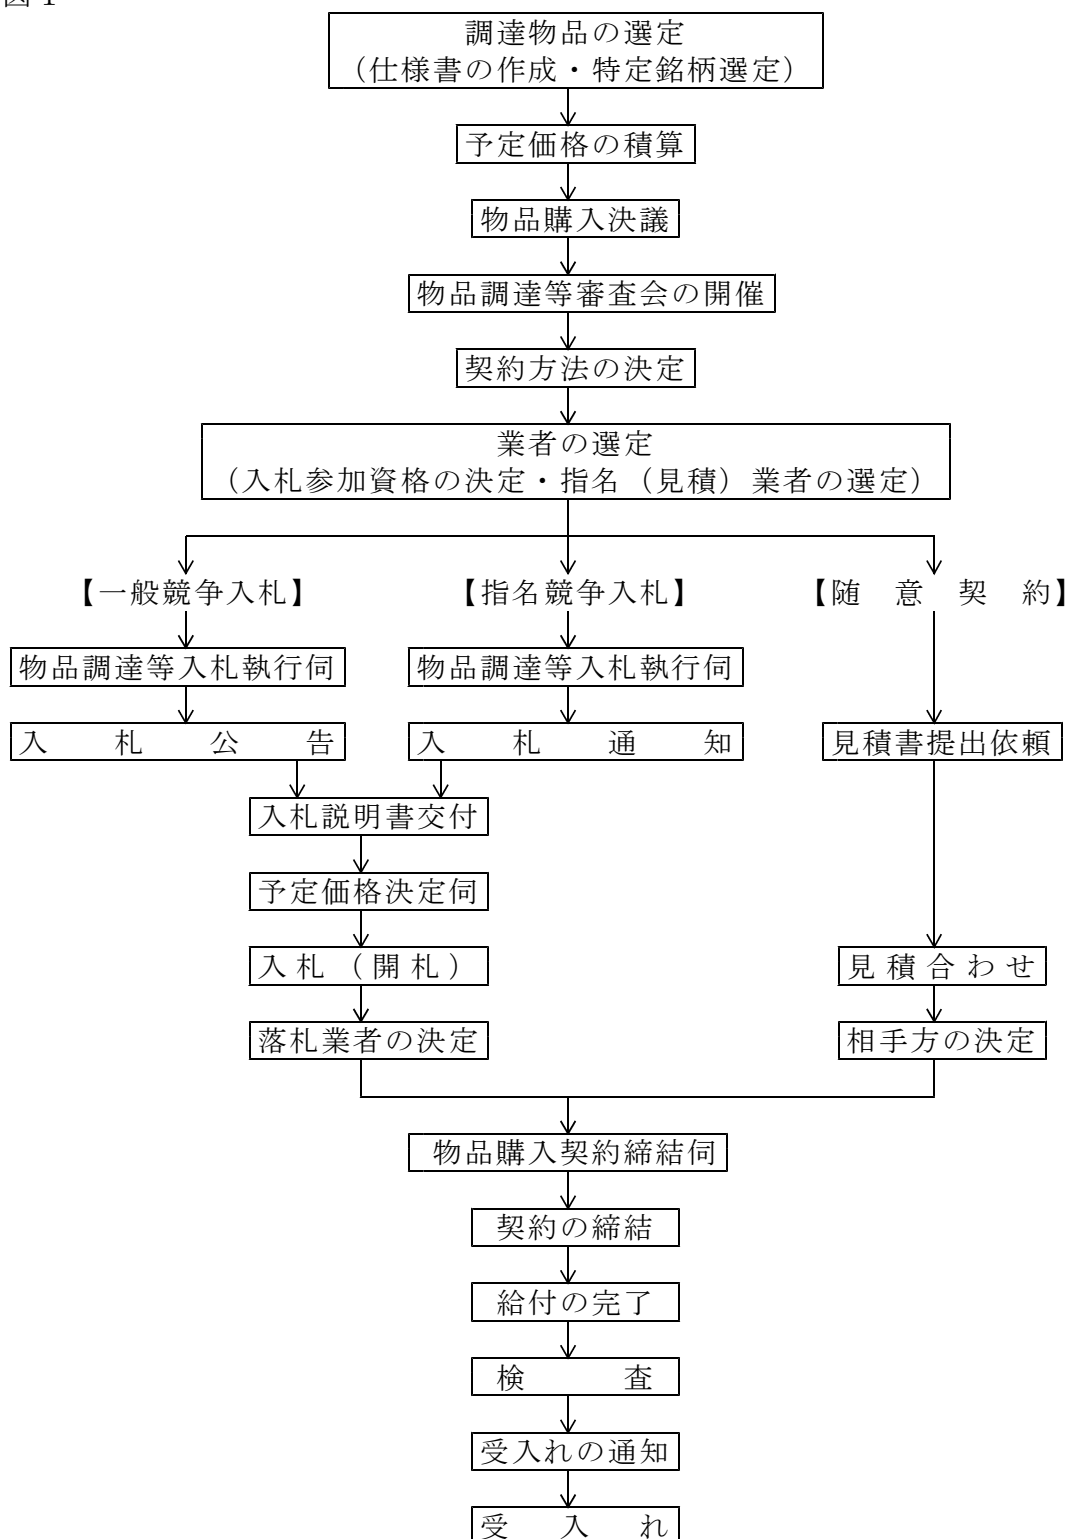 図１
調達物品の選定
（仕様書の作成・特定銘柄選定）
予定価格の積算
物品購入決議
物品調達等審査会の開催
契約方法の決定
業者の選定
（入札参加資格の決定・指名（見積）業者の選定）
【一般競争入札】
【指名競争入札】
【随　意　契　約】
物品調達等入札執行伺
物品調達等入札執行伺
入　札　公　告
入　札　通　知
見積書提出依頼
入札説明書交付
予定価格決定伺
入札（開札）
見積合わせ
落札業者の決定
相手方の決定
物品購入契約締結伺
契約の締結
給付の完了
検　　査
受入れの通知
受　入　れ